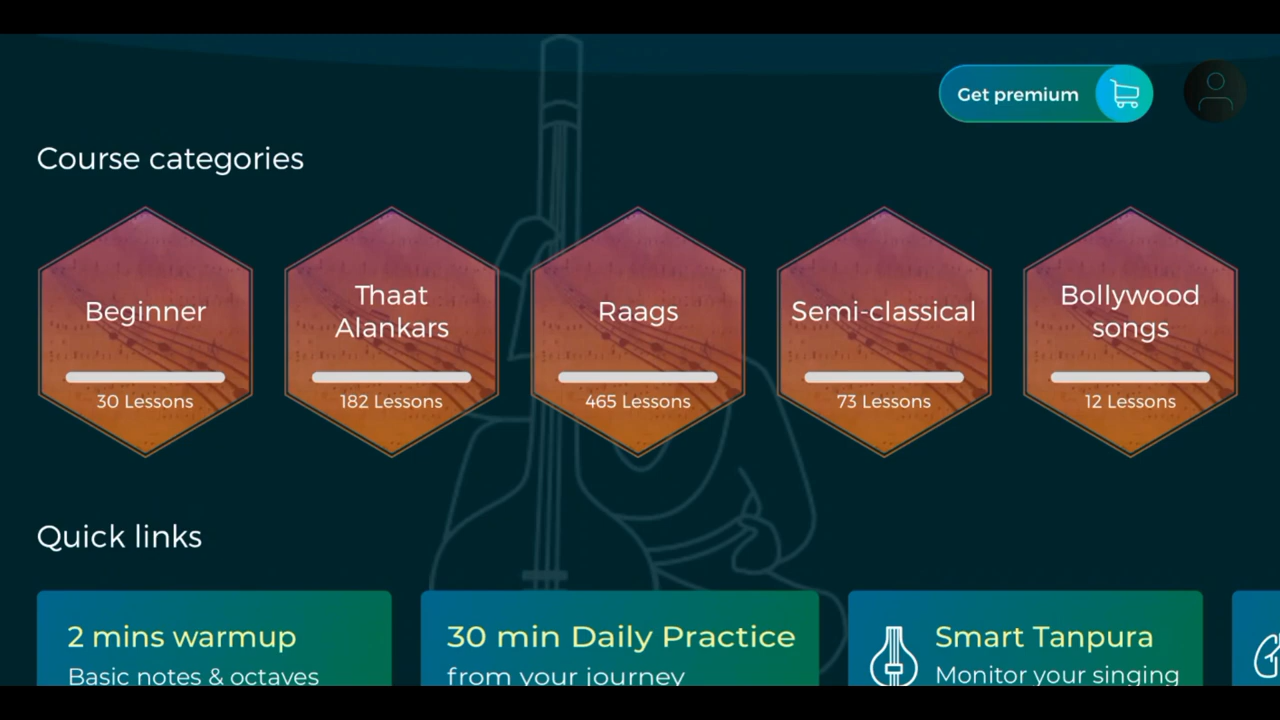 Get premium
Course categories
Beginner
30 Lessons
Thaat
Alankars
182 Lessons
Raags
465 Lessons
Semi-classical
73 Lessons
Bollywood
songs
12 Lessons
Quick links
2 mins warmup
Basic notes & octaves
30 min Daily Practice
from your journey
Smart Tanpura
Monitor your singing